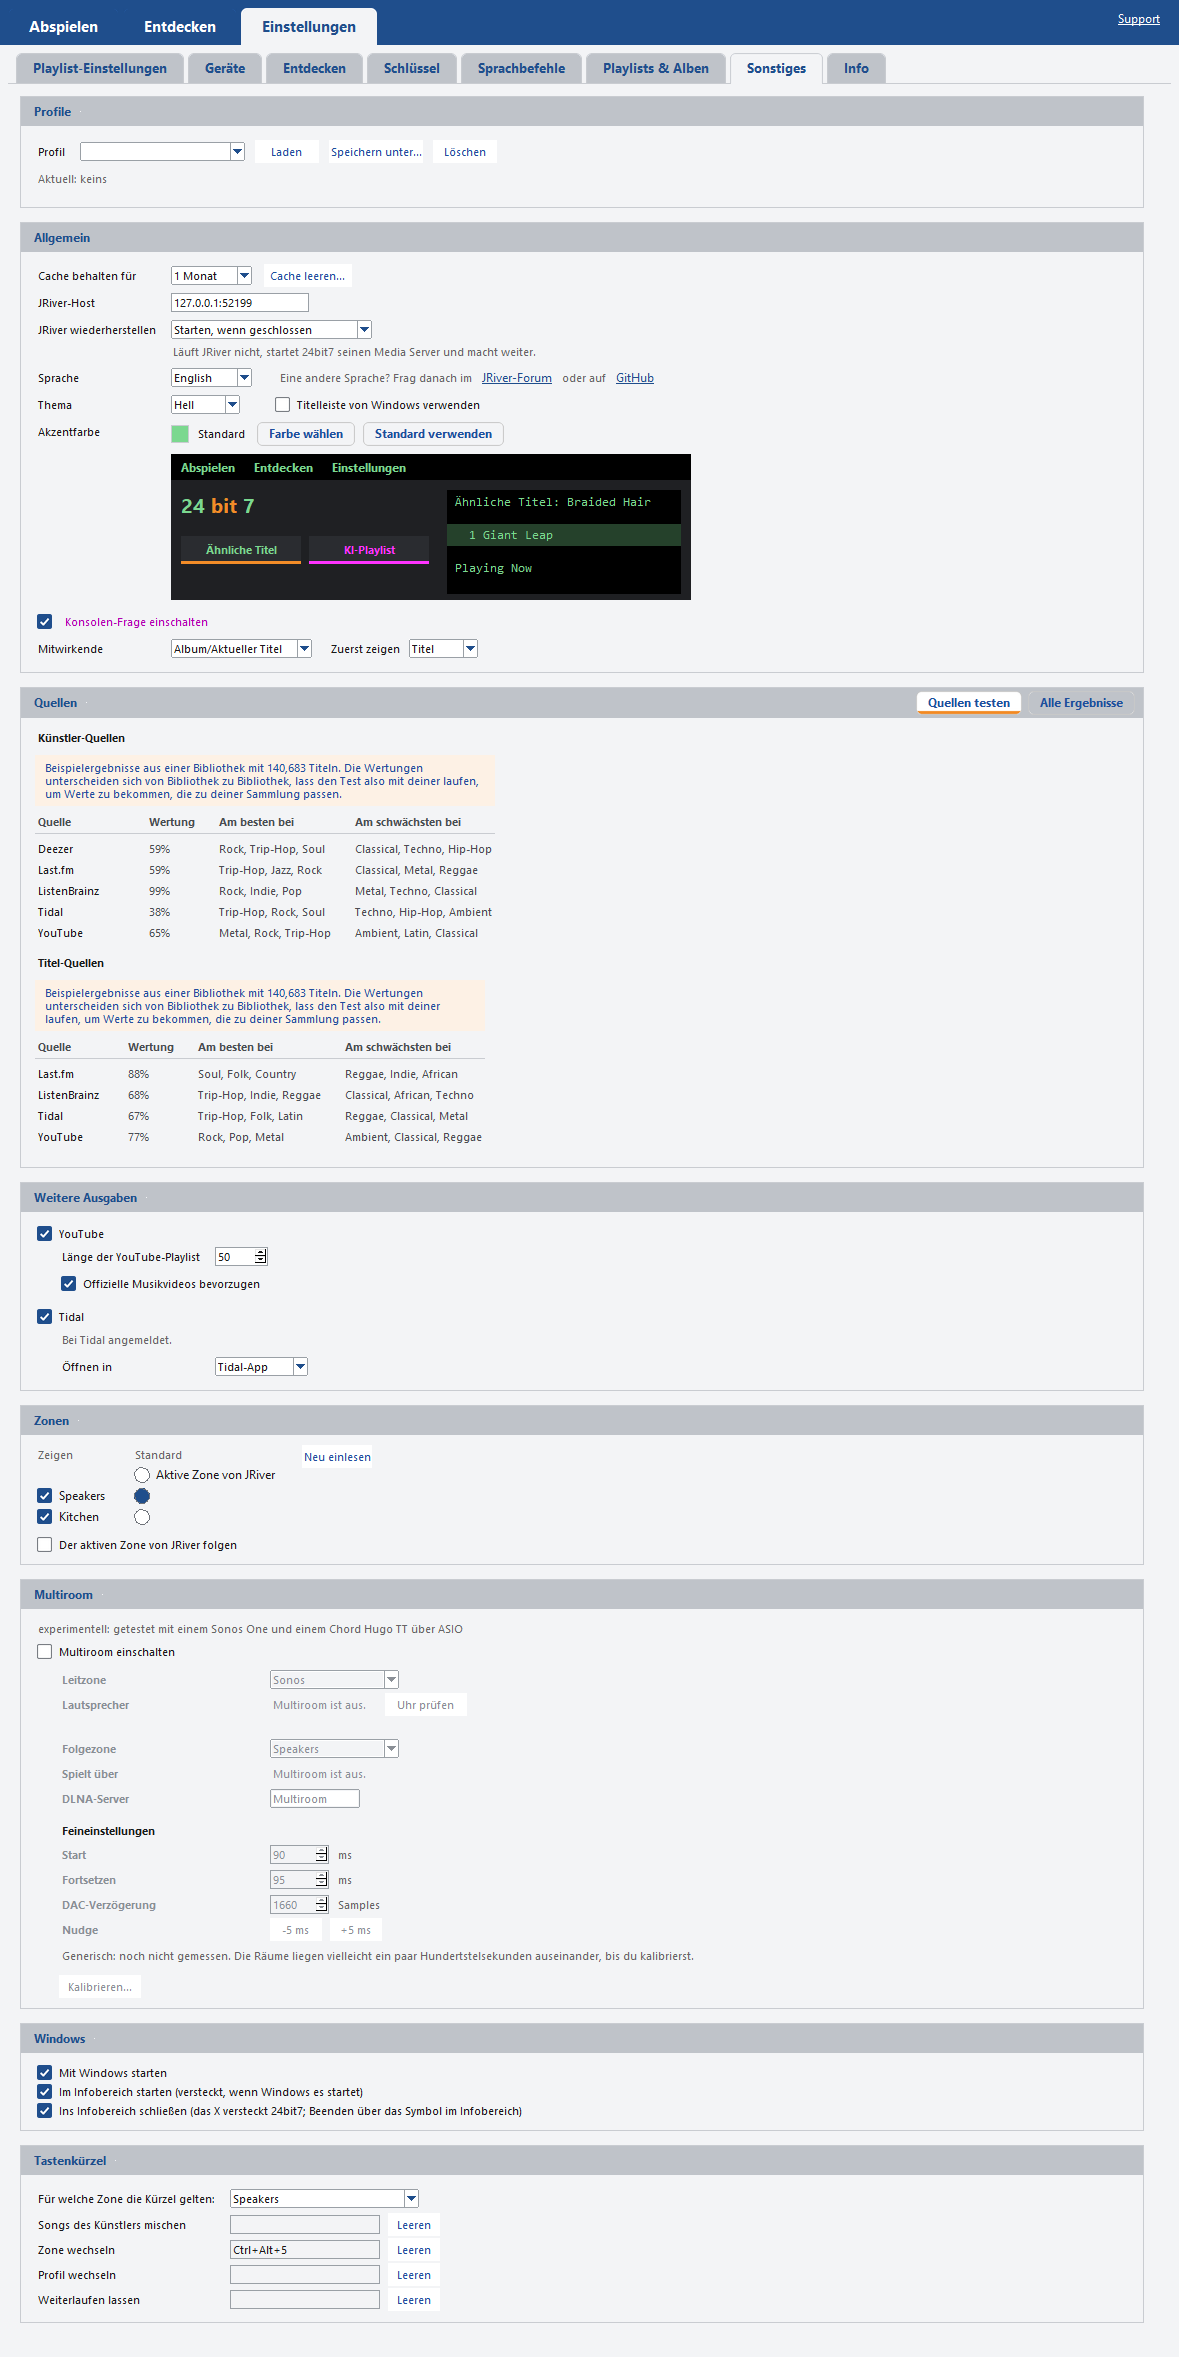 Abspielen Entdecken Einstellungen Support
Playlist-Einstellungen Geräte Entdecken Schlüssel Sprachbefehle Playlists & Alben Sonstiges Info
Profile
Profil Laden Speichern unter... Löschen
Aktuell: keins
Allgemein
Cache behalten für 1 Monat Cache leeren...
JRiver-Host 127.0.0.1:52199
JRiver wiederherstellen Starten, wenn geschlossen
Läuft JRiver nicht, startet 24bit7 seinen Media Server und macht weiter.
Sprache English Eine andere Sprache? Frag danach im JRiver-Forum oder auf GitHub
Thema Hell Titelleiste von Windows verwenden
Akzentfarbe Standard Farbe wählen Standard verwenden
Abspielen Entdecken Einstellungen
24 bit 7
Ähnliche Titel: Braided Hair
1 Giant Leap
Ähnliche Titel KI-Playlist
Playing Now
Konsolen-Frage einschalten
Mitwirkende Album/Aktueller Titel Zuerst zeigen Titel
Quellen Quellen testen Alle Ergebnisse
Künstler-Quellen
Beispielergebnisse aus einer Bibliothek mit 140,683 Titeln. Die Wertungen
unterscheiden sich von Bibliothek zu Bibliothek, lass den Test also mit deiner laufen,
um Werte zu bekommen, die zu deiner Sammlung passen.
Quelle Wertung Am besten bei Am schwächsten bei
Deezer 59% Rock, Trip-Hop, Soul Classical, Techno, Hip-Hop
Last.fm 59% Trip-Hop, Jazz, Rock Classical, Metal, Reggae
ListenBrainz 99% Rock, Indie, Pop Metal, Techno, Classical
Tidal 38% Trip-Hop, Rock, Soul Techno, Hip-Hop, Ambient
YouTube 65% Metal, Rock, Trip-Hop Ambient, Latin, Classical
Titel-Quellen
Beispielergebnisse aus einer Bibliothek mit 140,683 Titeln. Die Wertungen
unterscheiden sich von Bibliothek zu Bibliothek, lass den Test also mit deiner
laufen, um Werte zu bekommen, die zu deiner Sammlung passen.
Quelle Wertung Am besten bei Am schwächsten bei
Last.fm 88% Soul, Folk, Country Reggae, Indie, African
ListenBrainz 68% Trip-Hop, Indie, Reggae Classical, African, Techno
Tidal 67% Trip-Hop, Folk, Latin Reggae, Classical, Metal
YouTube 77% Rock, Pop, Metal Ambient, Classical, Reggae
Weitere Ausgaben
YouTube
Länge der YouTube-Playlist 50
Offizielle Musikvideos bevorzugen
Tidal
Bei Tidal angemeldet.
Öffnen in Tidal-App
Zonen
Zeigen Standard Neu einlesen
Aktive Zone von JRiver
Speakers
Kitchen
Der aktiven Zone von JRiver folgen
Multiroom
experimentell: getestet mit einem Sonos One und einem Chord Hugo TT über ASIO
Multiroom einschalten
Leitzone Sonos
Lautsprecher Multiroom ist aus. Uhr prüfen
Folgezone Speakers
Spielt über Multiroom ist aus.
DLNA-Server Multiroom
Feineinstellungen
Start 90 ms
Fortsetzen 95 ms
DAC-Verzögerung 1660 Samples
Nudge -5 ms +5 ms
Generisch: noch nicht gemessen. Die Räume liegen vielleicht ein paar Hundertstelsekunden auseinander, bis du kalibrierst.
Kalibrieren...
Windows
Mit Windows starten
Im Infobereich starten (versteckt, wenn Windows es startet)
Ins Infobereich schließen (das X versteckt 24bit7; Beenden über das Symbol im Infobereich)
Tastenkürzel
Für welche Zone die Kürzel gelten: Speakers
Songs des Künstlers mischen Leeren
Zone wechseln Ctrl+Alt+5 Leeren
Profil wechseln Leeren
Weiterlaufen lassen Leeren